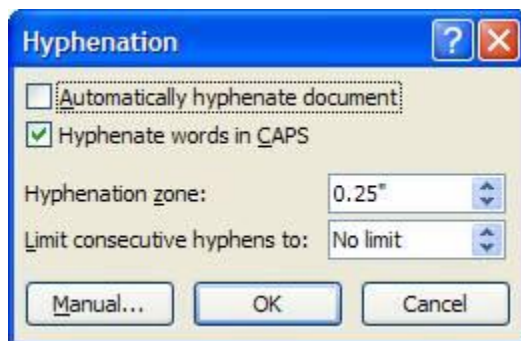 Hyphenation
Automatically hyphenate document
Hyphenate words in CAPS
Hyphenation zone: 0.25"
Limit consecutive hyphens to: No limit
Manual... OK Cancel